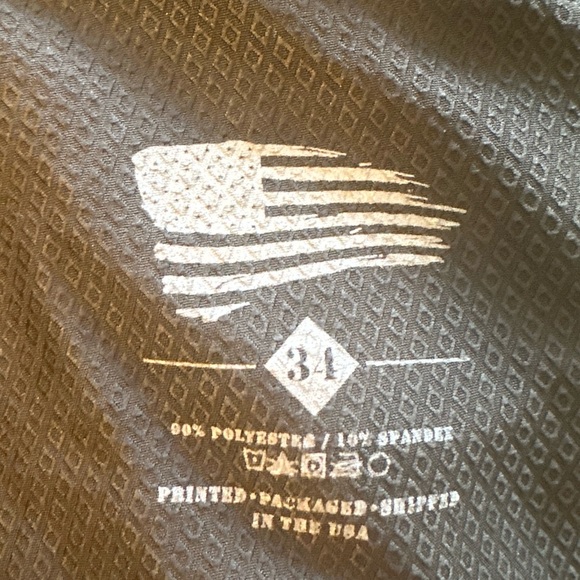 34
90% POLYESTER / 10% SPANDEX
PRINTED•PACKAGED•SHIPPED
IN THE USA